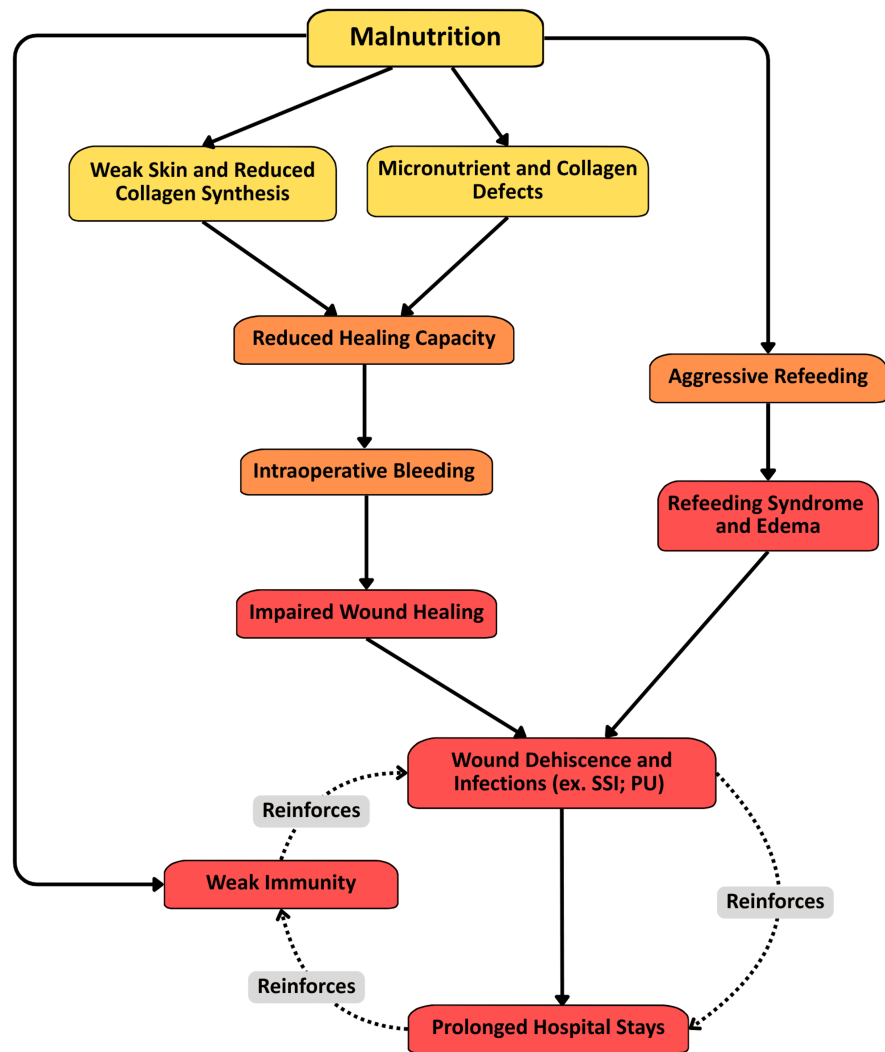 Malnutrition
Weak Skin and Reduced
Collagen Synthesis
Micronutrient and Collagen
Defects
Reduced Healing Capacity
Aggressive Refeeding
Intraoperative Bleeding
Refeeding Syndrome
and Edema
Impaired Wound Healing
Wound Dehiscence and
Infections (ex. SSI; PU)
Reinforces
Weak Immunity
Reinforces
Reinforces
Prolonged Hospital Stays